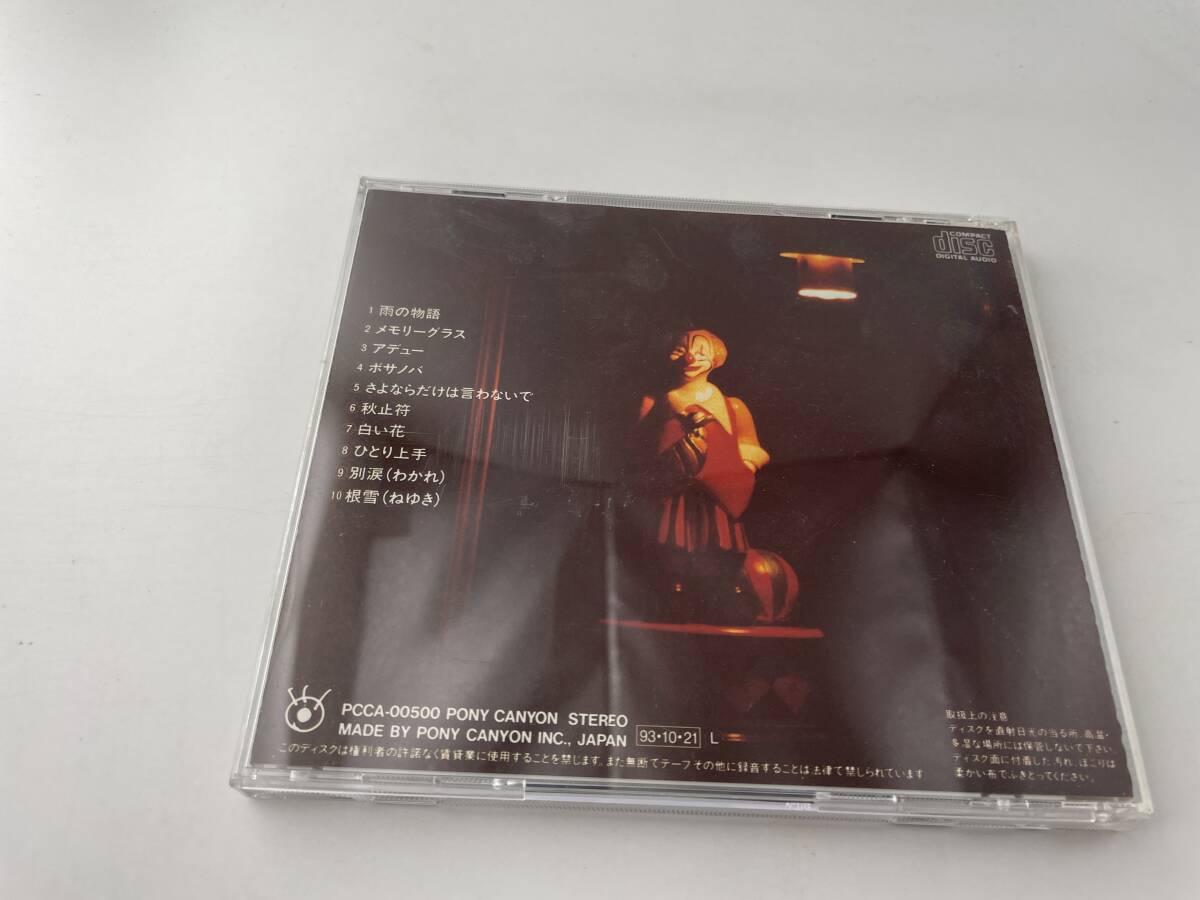 COMPACT
disc
DIGITAL AUDIO
1 雨の物語
2 メモリーグラス
3 アデュー
4 ボサノバ
5 さよならだけは言わないで
6 秋止符
7 白い花
8 ひとり上手
9 別涙(わかれ)
10 根雪(ねゆき)
PCCA-00500 PONY CANYON STEREO
MADE BY PONY CANYON INC., JAPAN 93・10・21 L
このディスクは権利者の許諾なく賃貸業に使用することを禁じます。また無断でテープその他に録音することは法律で禁じられています
取扱上の注意
ディスクを直射日光の当る所、高温・
多湿な場所には保管しないで下さい。
ディスク面に付着した汚れ、ほこりは
柔かい布でふきとってください。